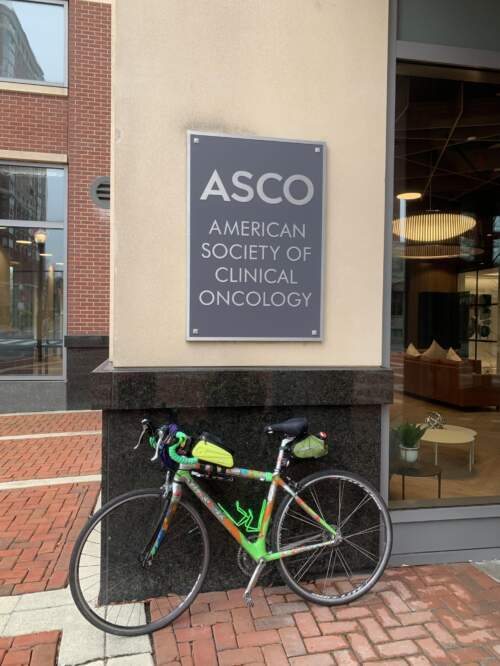 ASCO
AMERICAN
SOCIETY OF
CLINICAL
ONCOLOGY